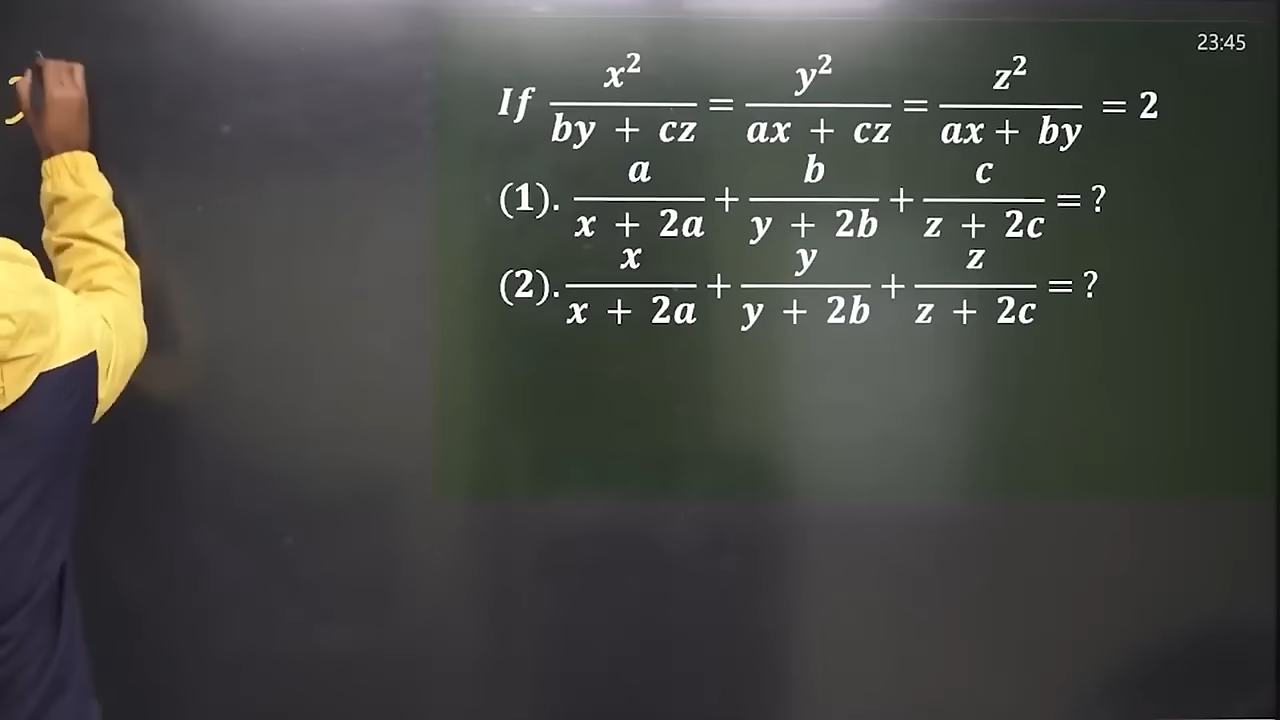 23:45
If x²/(by + cz) = y²/(ax + cz) = z²/(ax + by) = 2
(1). a/(x + 2a) + b/(y + 2b) + c/(z + 2c) = ?
(2). x/(x + 2a) + y/(y + 2b) + z/(z + 2c) = ?